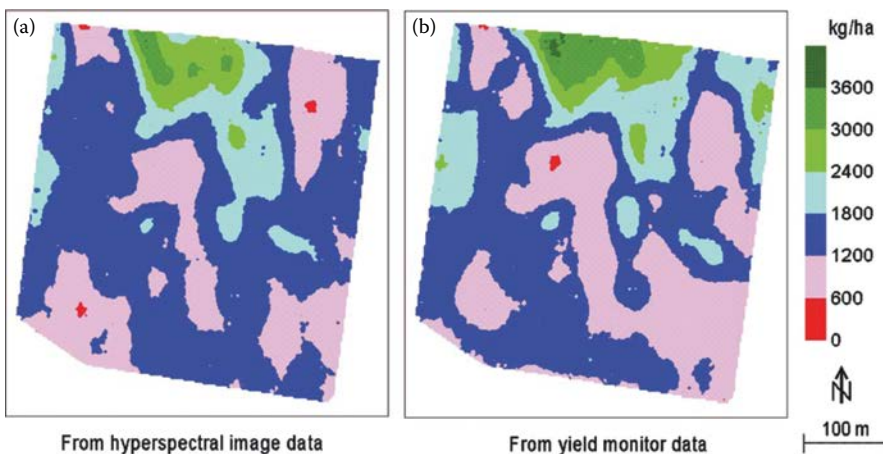 (a)
(b)
kg/ha
3600
3000
2400
1800
1200
600
0
N
100 m
From hyperspectral image data
From yield monitor data